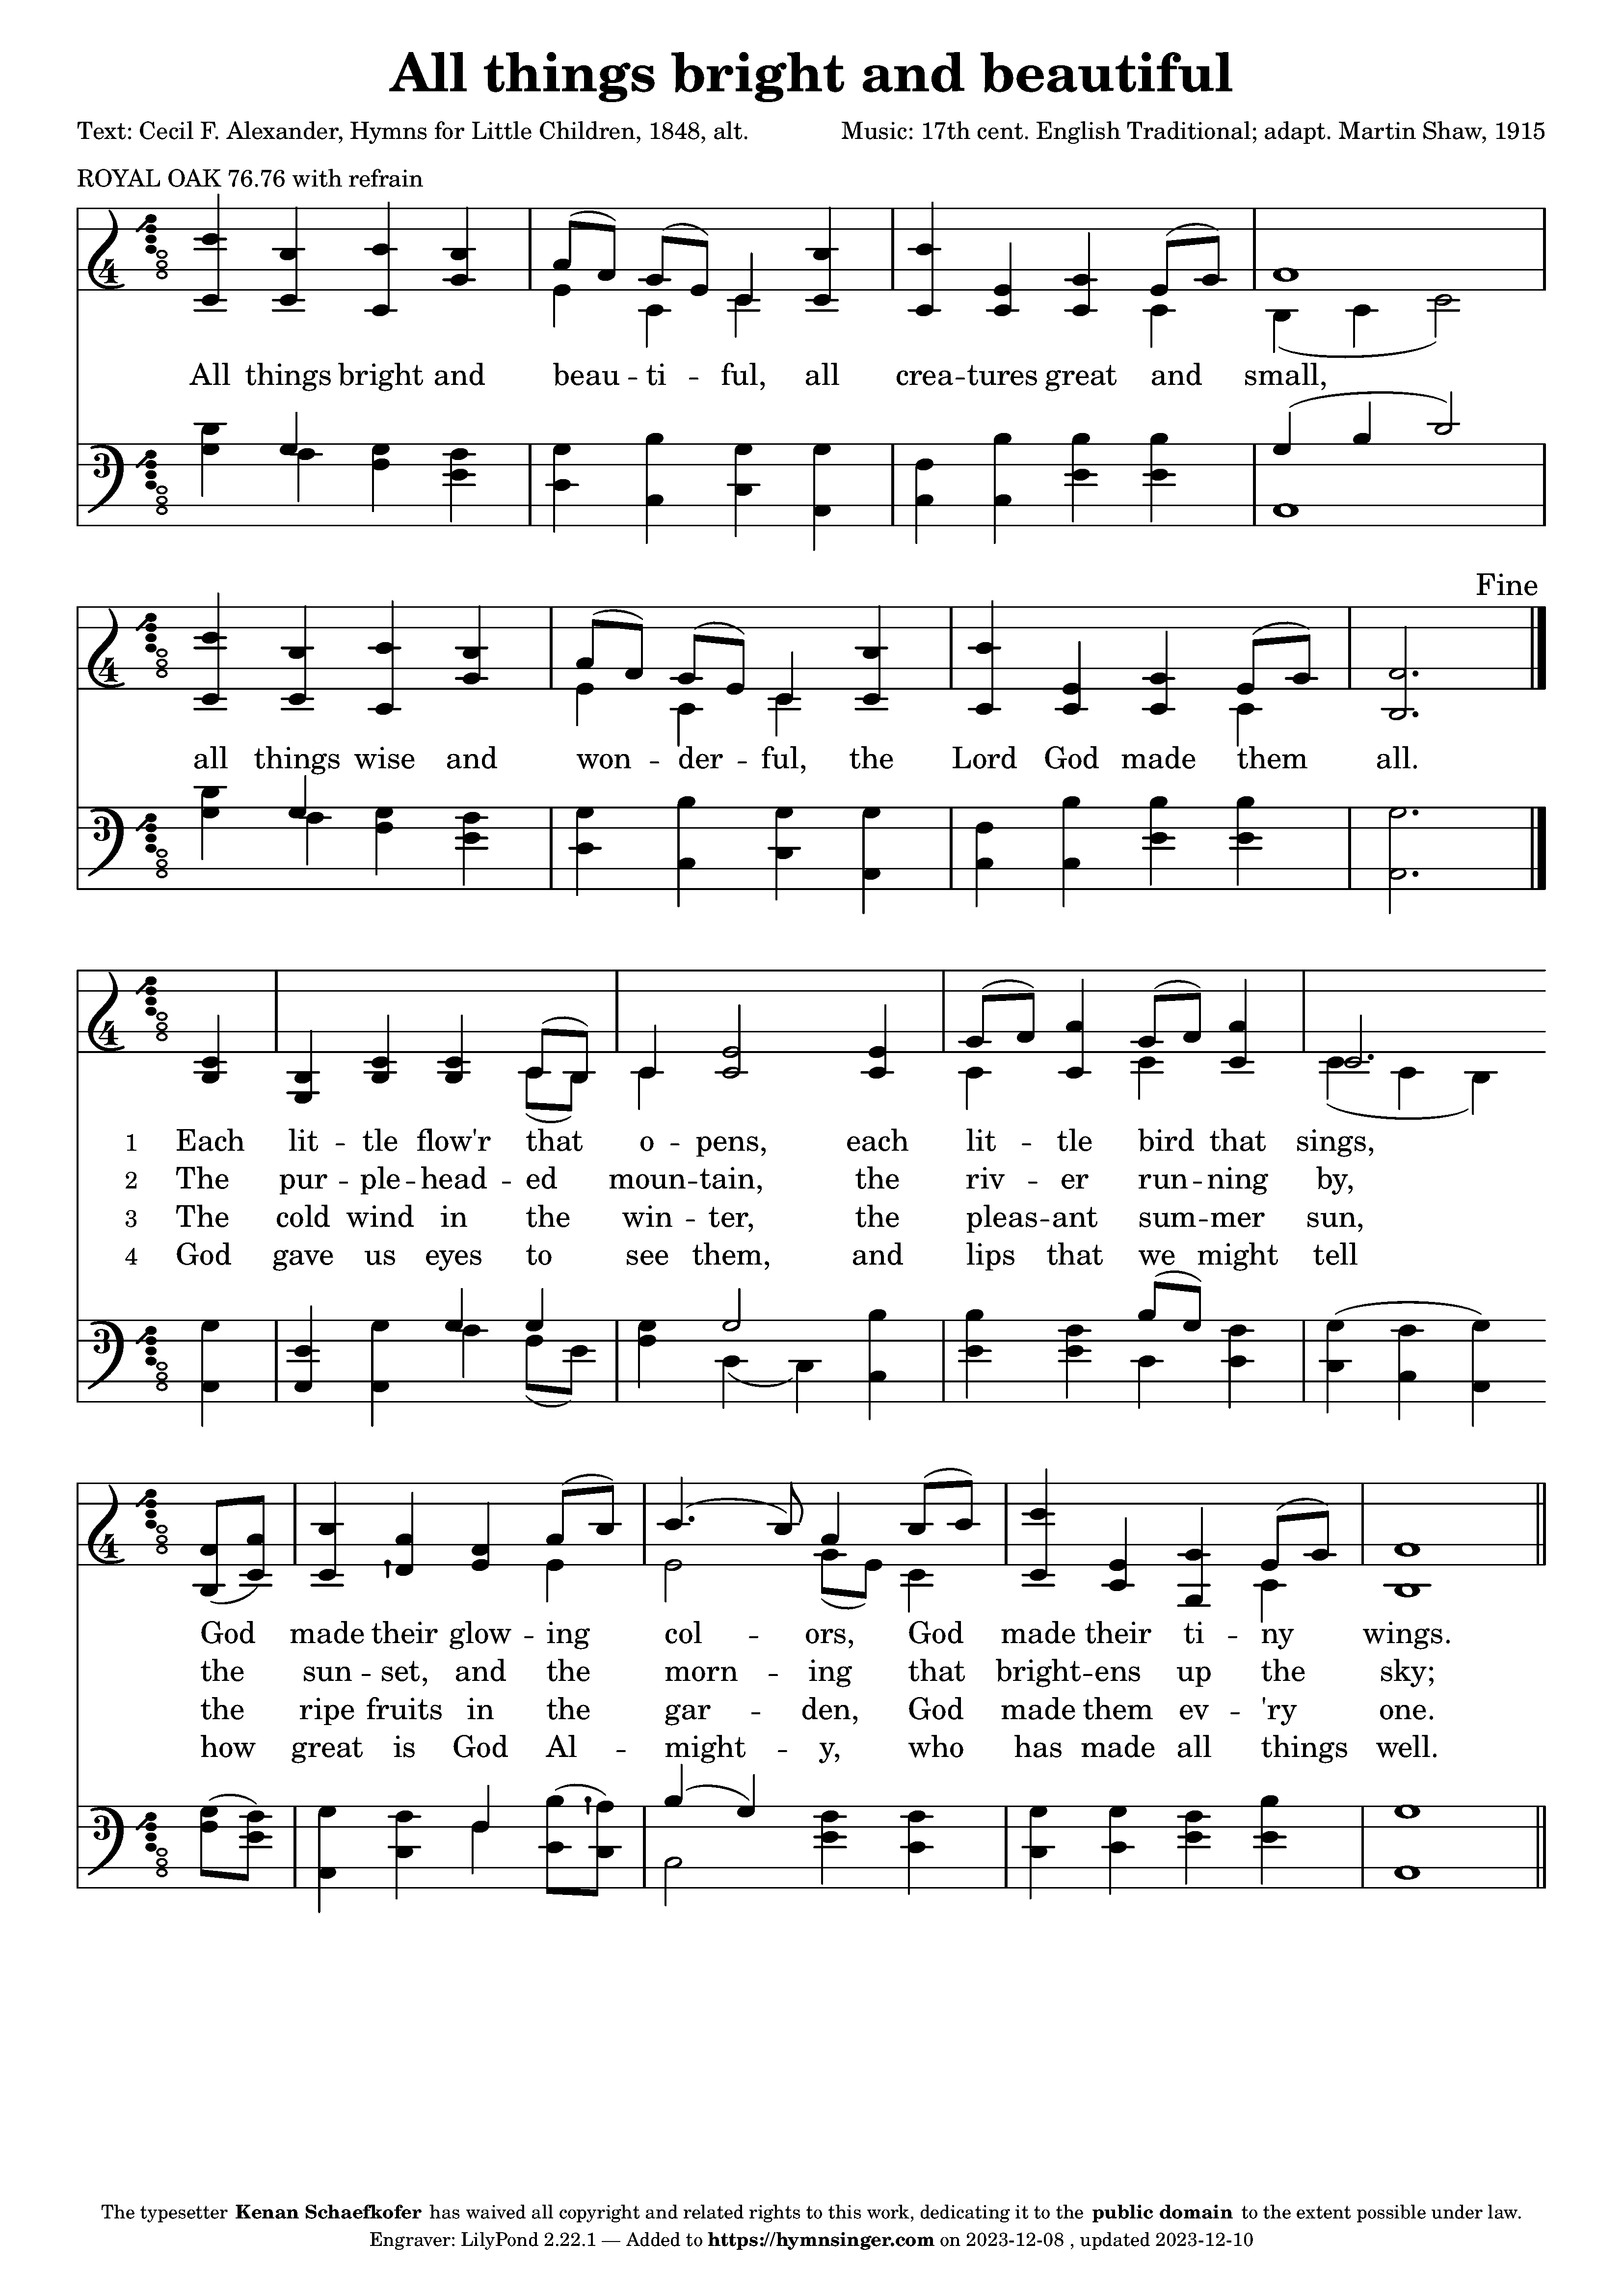 All things bright and beautiful
Text: Cecil F. Alexander, Hymns for Little Children, 1848, alt. Music: 17th cent. English Traditional; adapt. Martin Shaw, 1915
ROYAL OAK 76.76 with refrain
4
All things bright and beau - ti - ful, all crea - tures great and small,
3
Fine
4
all things wise and won - der - ful, the Lord God made them all.
3
4
1 Each lit - tle flow'r that o - pens, each lit - tle bird that sings,
2 The pur - ple - head - ed moun - tain, the riv - er run - ning by,
3 The cold wind in the win - ter, the pleas - ant sum - mer sun,
4 God gave us eyes to see them, and lips that we might tell
3
4
God made their glow - ing col - ors, God made their ti - ny wings.
the sun - set, and the morn - ing that bright - ens up the sky;
the ripe fruits in the gar - den, God made them ev - 'ry one.
how great is God Al - might - y, who has made all things well.
3
The typesetter Kenan Schaefkofer has waived all copyright and related rights to this work, dedicating it to the public domain to the extent possible under law.
Engraver: LilyPond 2.22.1 — Added to https://hymnsinger.com on 2023-12-08 , updated 2023-12-10